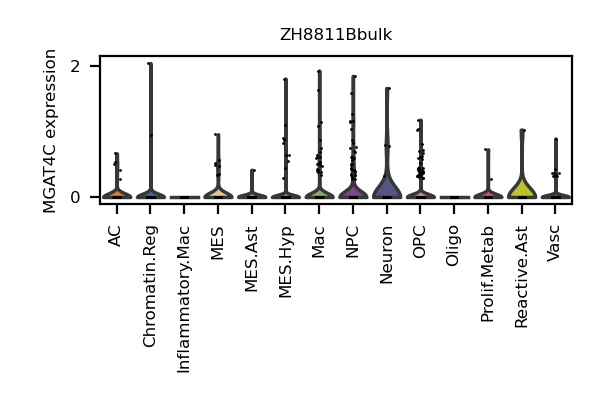 ZH8811Bbulk
MGAT4C expression
2
0
AC
Chromatin.Reg
Inflammatory.Mac
MES
MES.Ast
MES.Hyp
Mac
NPC
Neuron
OPC
Oligo
Prolif.Metab
Reactive.Ast
Vasc